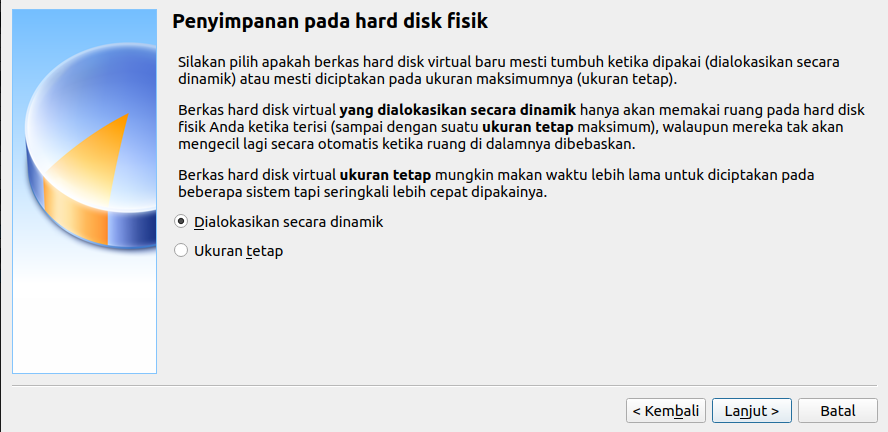 Penyimpanan pada hard disk fisik
Silakan pilih apakah berkas hard disk virtual baru mesti tumbuh ketika dipakai (dialokasikan secara
dinamik) atau mesti diciptakan pada ukuran maksimumnya (ukuran tetap).
Berkas hard disk virtual yang dialokasikan secara dinamik hanya akan memakai ruang pada hard disk
fisik Anda ketika terisi (sampai dengan suatu ukuran tetap maksimum), walaupun mereka tak akan
mengecil lagi secara otomatis ketika ruang di dalamnya dibebaskan.
Berkas hard disk virtual ukuran tetap mungkin makan waktu lebih lama untuk diciptakan pada
beberapa sistem tapi seringkali lebih cepat dipakainya.
Dialokasikan secara dinamik
Ukuran tetap
< Kembali Lanjut > Batal